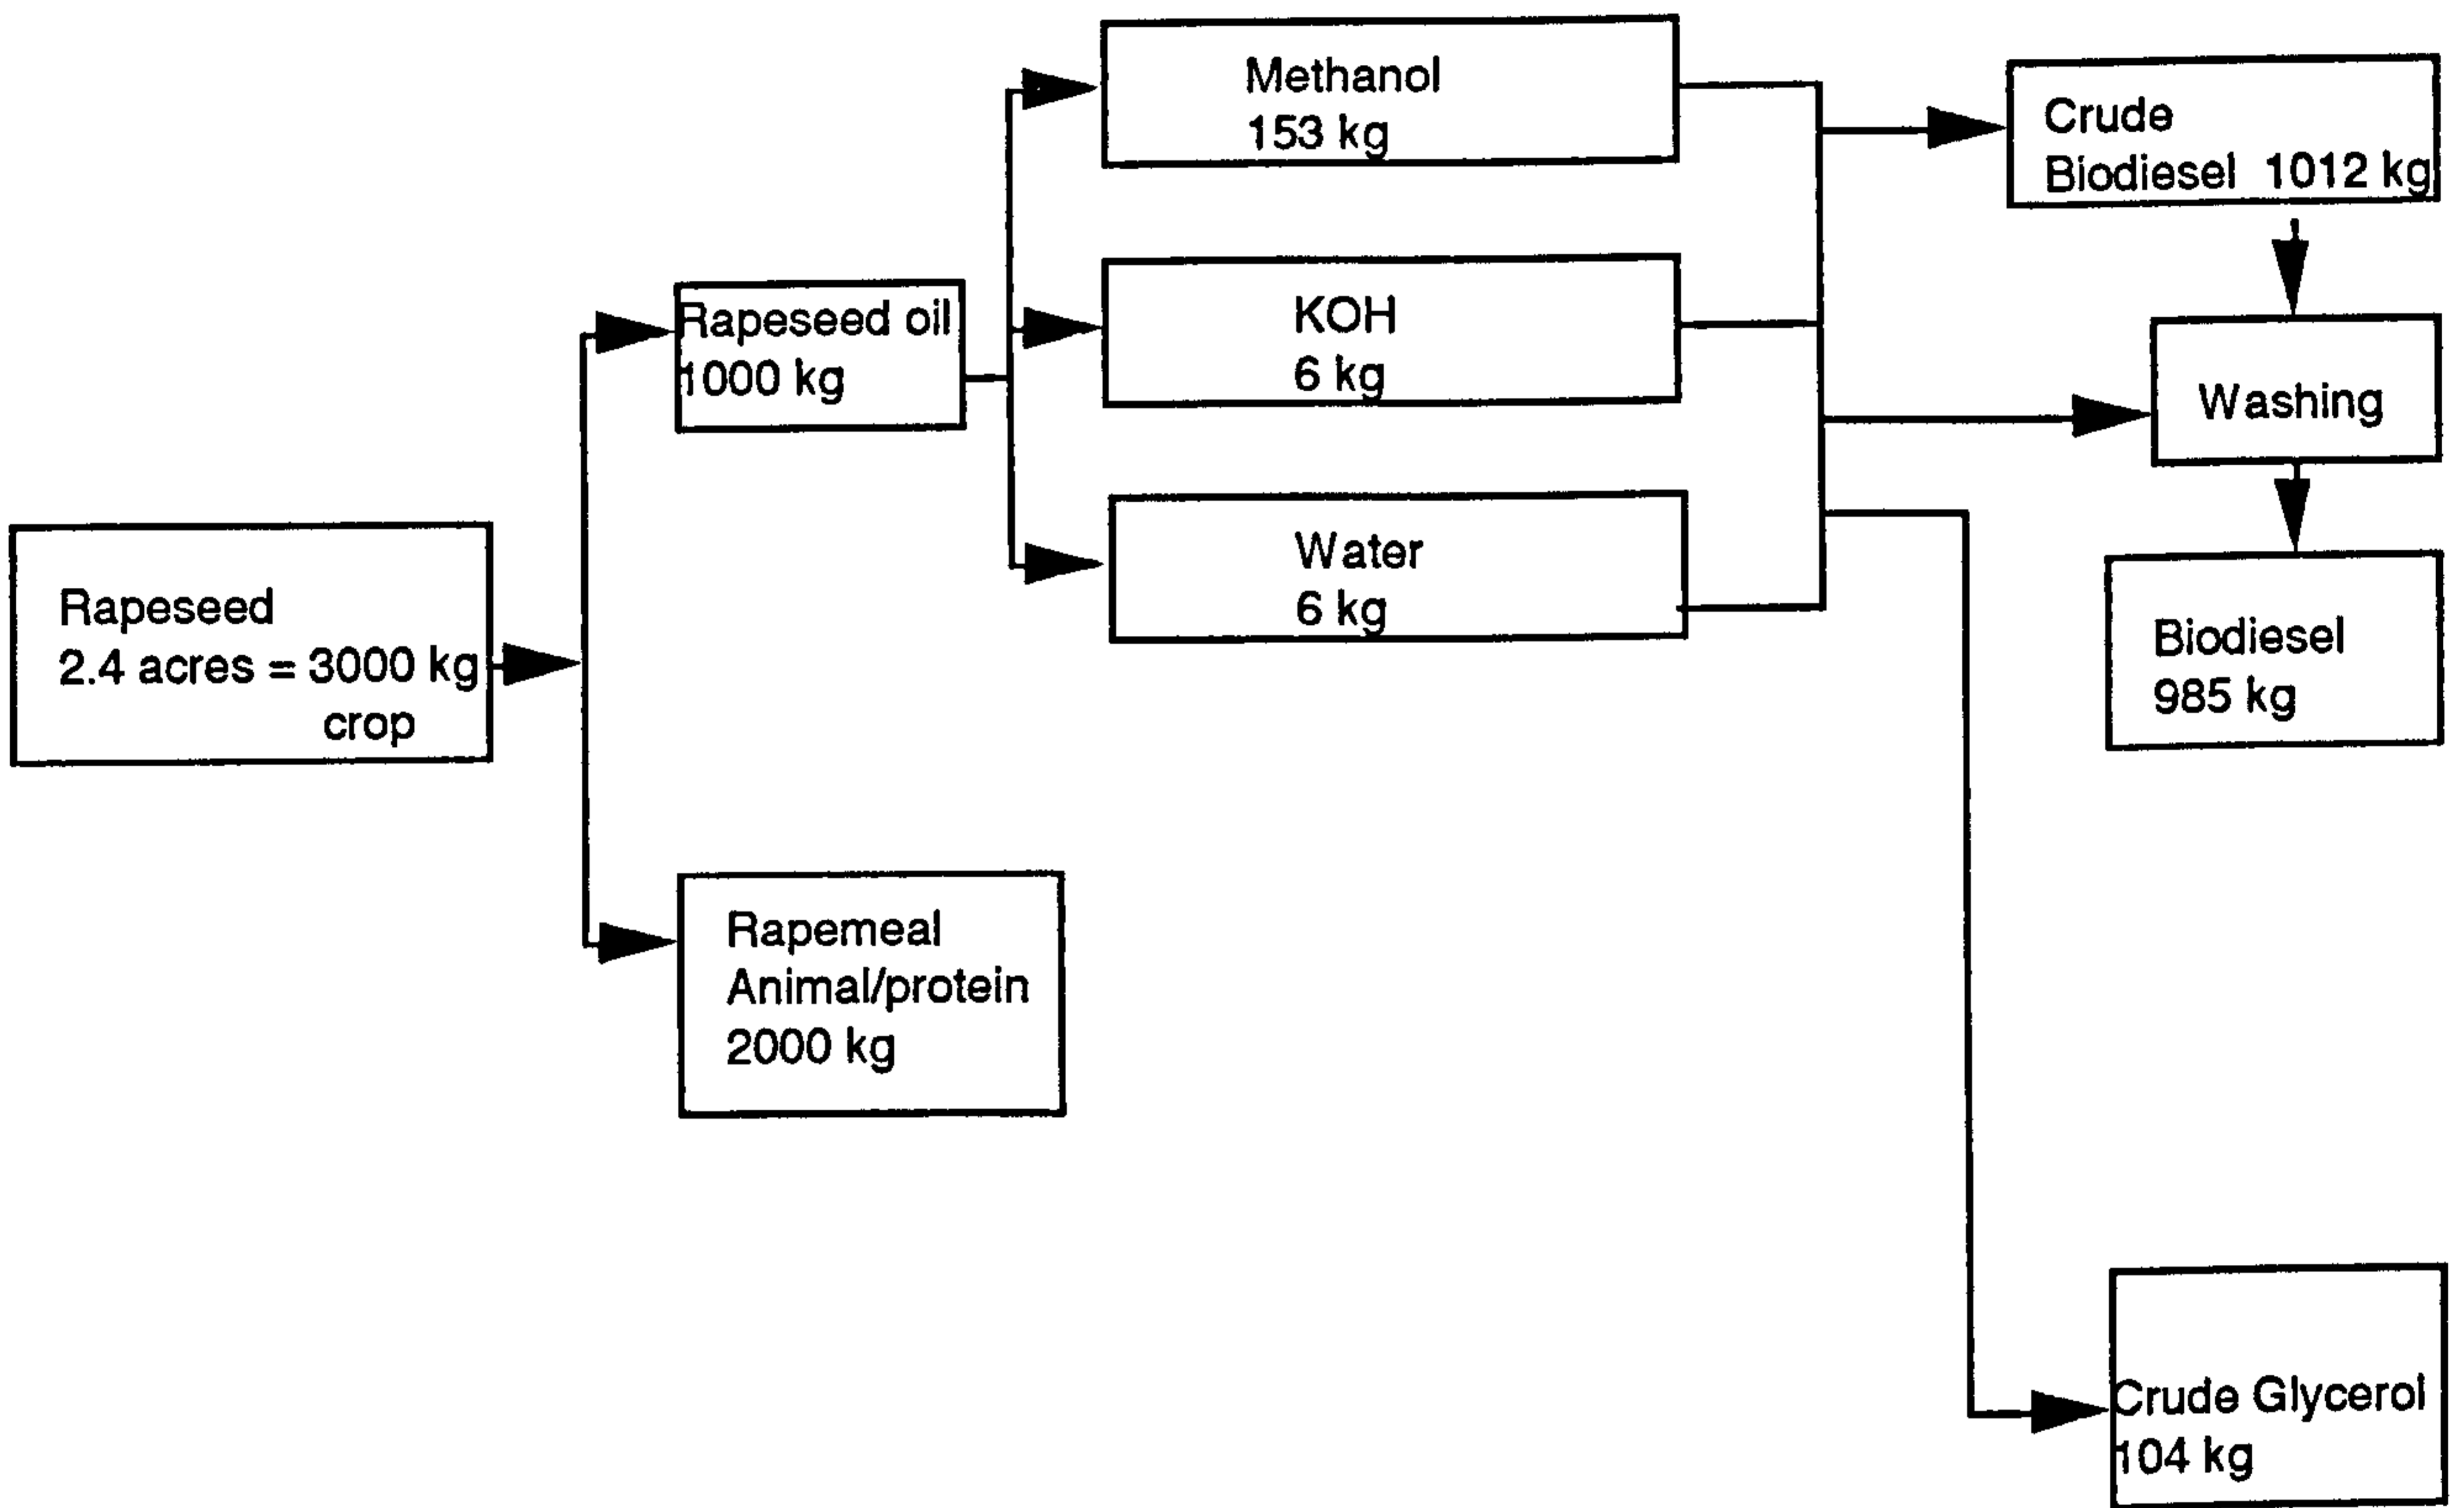 Methanol
153 kg
Crude
Biodiesel 1012 kg
KOH
6 kg
Rapeseed oil
1000 kg
Washing
Water
6 kg
Rapeseed
2.4 acres = 3000 kg
crop
Biodiesel
985 kg
Rapemeal
Animal/protein
2000 kg
Crude Glycerol
104 kg